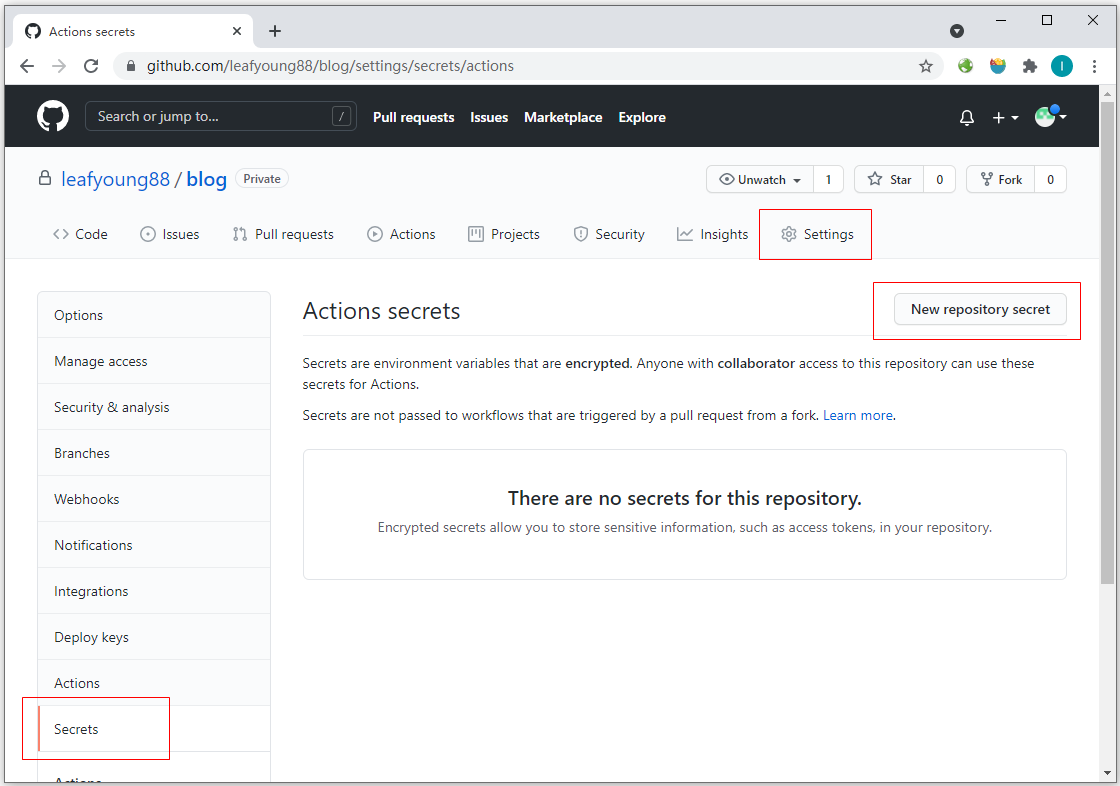 Actions secrets
github.com/leafyoung88/blog/settings/secrets/actions
I
Search or jump to... /
Pull requests Issues Marketplace Explore
leafyoung88 / blog Private
Unwatch 1 Star 0 Fork 0
Code Issues Pull requests Actions Projects Security Insights Settings
Options
Manage access
Security & analysis
Branches
Webhooks
Notifications
Integrations
Deploy keys
Actions
Secrets
Actions
Actions secrets
New repository secret
Secrets are environment variables that are encrypted. Anyone with collaborator access to this repository can use these
secrets for Actions.
Secrets are not passed to workflows that are triggered by a pull request from a fork. Learn more.
There are no secrets for this repository.
Encrypted secrets allow you to store sensitive information, such as access tokens, in your repository.